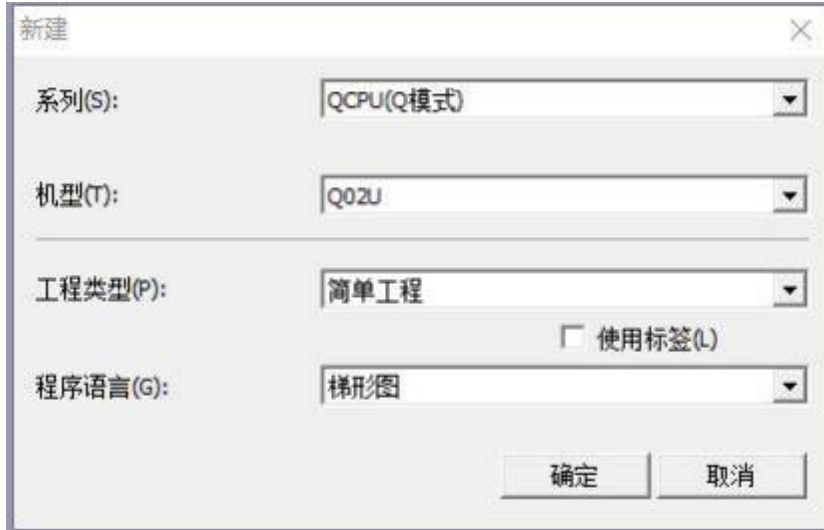 新建
系列(S): QCPU(Q模式)
机型(T): Q02U
工程类型(P): 简单工程
使用标签(L)
程序语言(G): 梯形图
确定 取消